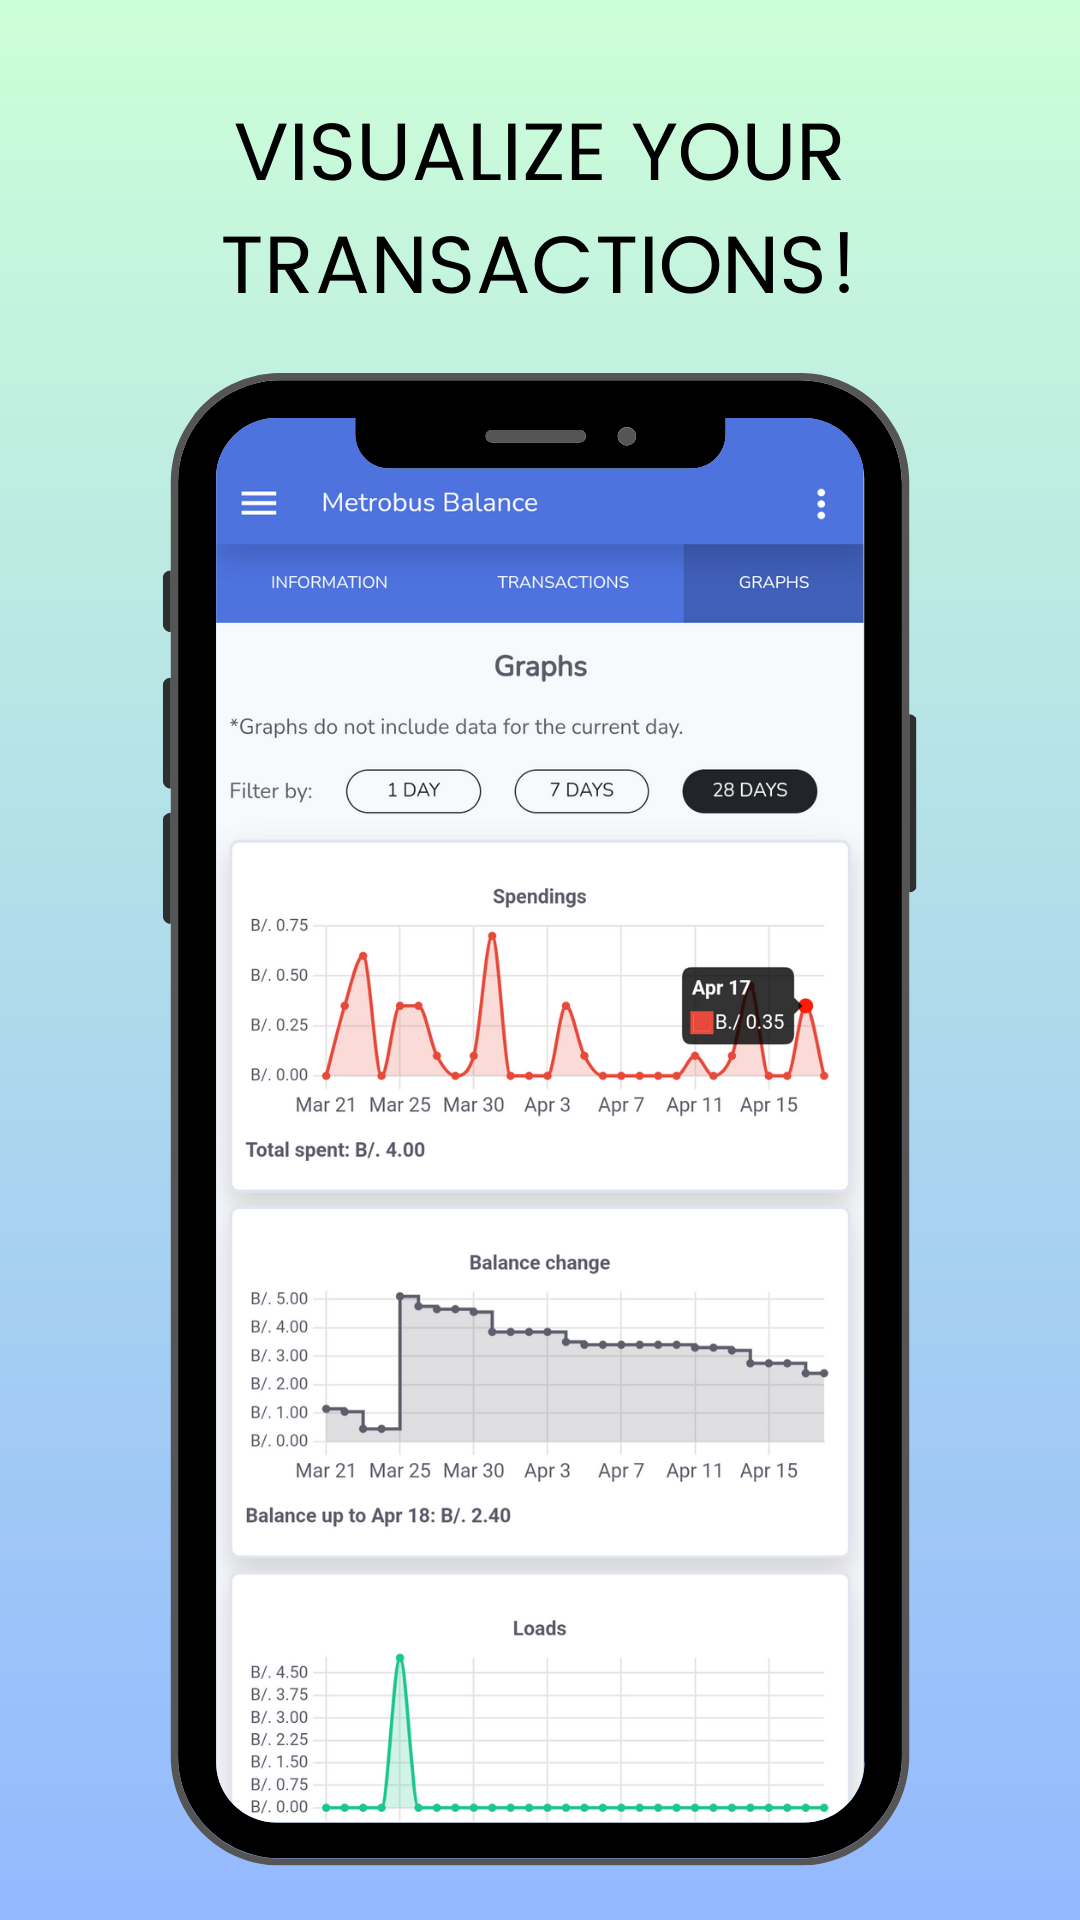 VISUALIZE YOUR
TRANSACTIONS!
Metrobus Balance
INFORMATION TRANSACTIONS GRAPHS
Graphs
*Graphs do not include data for the current day.
Filter by: 1 DAY 7 DAYS 28 DAYS
Spendings
B/. 0.75
B/. 0.50
B/. 0.25
B/. 0.00
Apr 17
B./ 0.35
Mar 21 Mar 25 Mar 30 Apr 3 Apr 7 Apr 11 Apr 15
Total spent: B/. 4.00
Balance change
B/. 5.00
B/. 4.00
B/. 3.00
B/. 2.00
B/. 1.00
B/. 0.00
Mar 21 Mar 25 Mar 30 Apr 3 Apr 7 Apr 11 Apr 15
Balance up to Apr 18: B/. 2.40
Loads
B/. 4.50
B/. 3.75
B/. 3.00
B/. 2.25
B/. 1.50
B/. 0.75
B/. 0.00